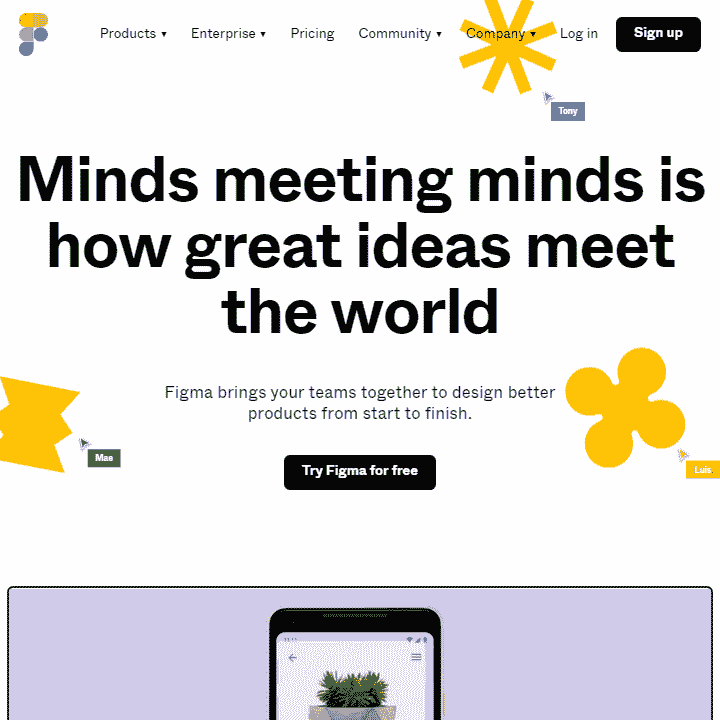 Products ▾ Enterprise ▾ Pricing Community ▾ Company ▾ Log in Sign up
Tony
Minds meeting minds is
how great ideas meet
the world
Figma brings your teams together to design better
products from start to finish.
Mae
Luis
Try Figma for free